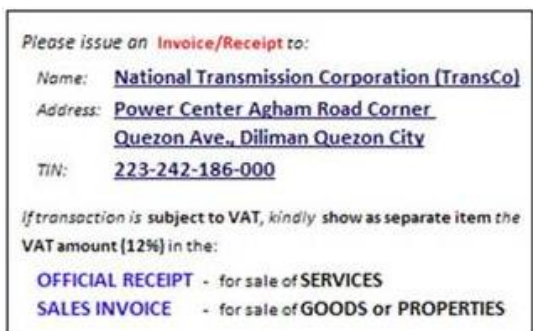 Please issue an Invoice/Receipt to:
Name: National Transmission Corporation (TransCo)
Address: Power Center Agham Road Corner
Quezon Ave., Diliman Quezon City
TIN: 223-242-186-000
If transaction is subject to VAT, kindly show as separate item the
VAT amount (12%) in the:
OFFICIAL RECEIPT - for sale of SERVICES
SALES INVOICE - for sale of GOODS or PROPERTIES